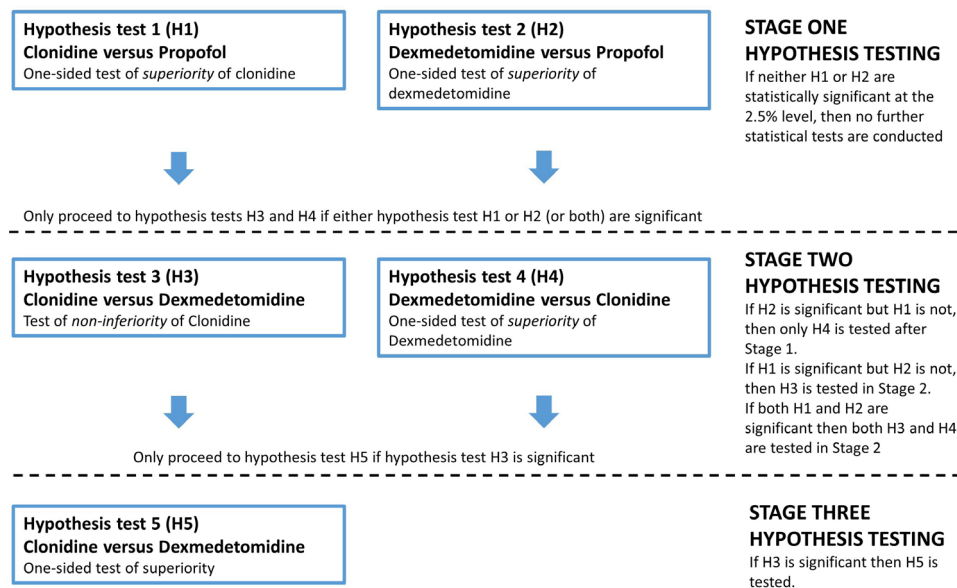 Hypothesis test 1 (H1)
Clonidine versus Propofol
One-sided test of superiority of clonidine
Hypothesis test 2 (H2)
Dexmedetomidine versus Propofol
One-sided test of superiority of
dexmedetomidine
STAGE ONE
HYPOTHESIS TESTING
If neither H1 or H2 are
statistically significant at the
2.5% level, then no further
statistical tests are conducted
Only proceed to hypothesis tests H3 and H4 if either hypothesis test H1 or H2 (or both) are significant
Hypothesis test 3 (H3)
Clonidine versus Dexmedetomidine
Test of non-inferiority of Clonidine
Hypothesis test 4 (H4)
Dexmedetomidine versus Clonidine
One-sided test of superiority of
Dexmedetomidine
STAGE TWO
HYPOTHESIS TESTING
If H2 is significant but H1 is not,
then only H4 is tested after
Stage 1.
If H1 is significant but H2 is not,
then H3 is tested in Stage 2.
If both H1 and H2 are
significant then both H3 and H4
are tested in Stage 2
Only proceed to hypothesis test H5 if hypothesis test H3 is significant
Hypothesis test 5 (H5)
Clonidine versus Dexmedetomidine
One-sided test of superiority
STAGE THREE
HYPOTHESIS TESTING
If H3 is significant then H5 is
tested.